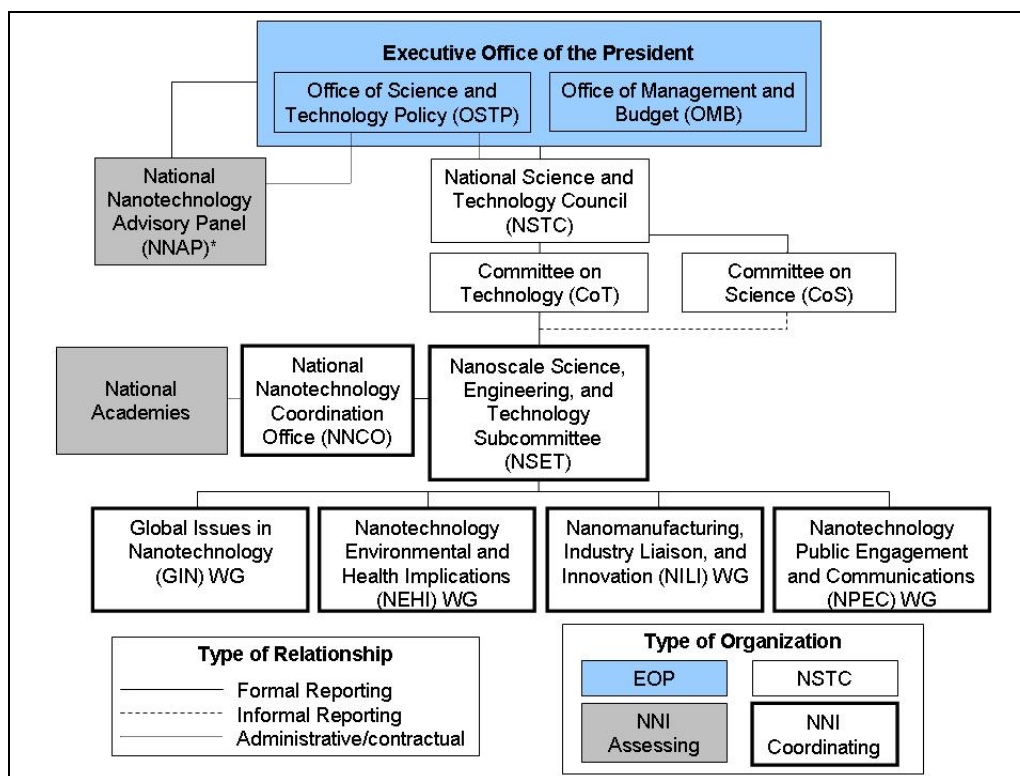 Executive Office of the President
Office of Science and
Technology Policy (OSTP)
Office of Management and
Budget (OMB)
National
Nanotechnology
Advisory Panel
(NNAP)*
National Science and
Technology Council
(NSTC)
Committee on
Technology (CoT)
Committee on
Science (CoS)
National
Academies
National
Nanotechnology
Coordination
Office (NNCO)
Nanoscale Science,
Engineering, and
Technology
Subcommittee
(NSET)
Global Issues in
Nanotechnology
(GIN) WG
Nanotechnology
Environmental and
Health Implications
(NEHI) WG
Nanomanufacturing,
Industry Liaison, and
Innovation (NILI) WG
Nanotechnology
Public Engagement
and Communications
(NPEC) WG
Type of Relationship
Formal Reporting
Informal Reporting
Administrative/contractual
Type of Organization
EOP
NSTC
NNI
Assessing
NNI
Coordinating